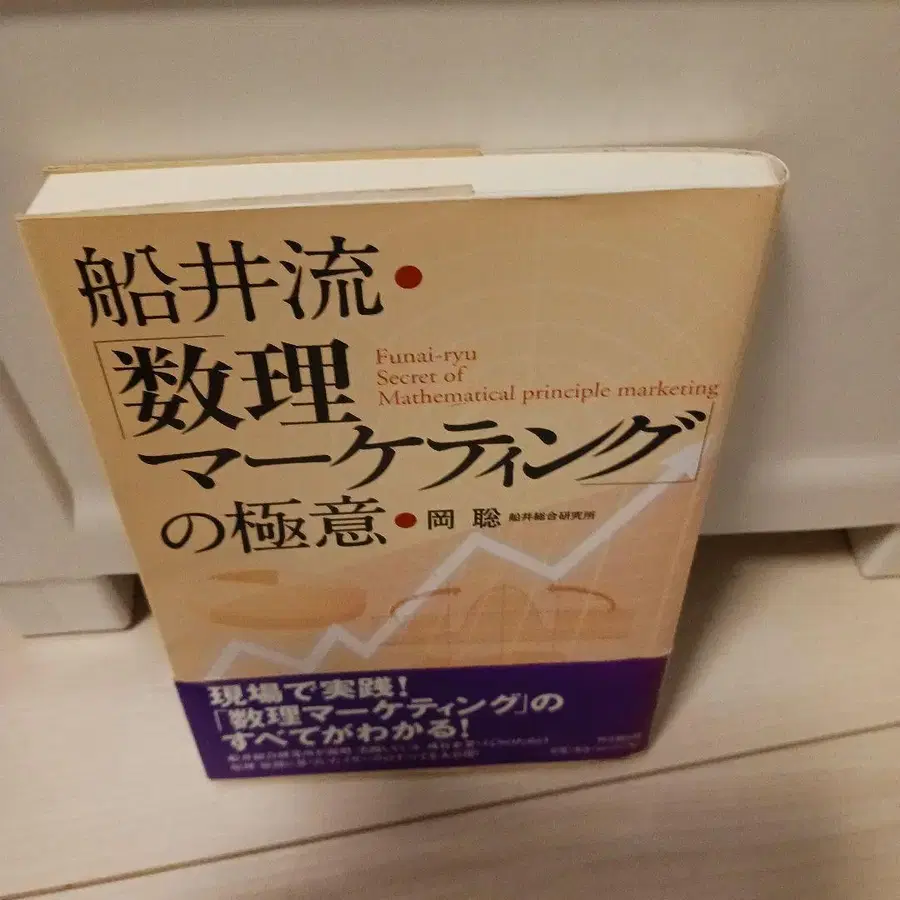 船井流・
「数理
Funai-ryu
Secret of
Mathematical principle marketing
マーケティング」
の極意・岡 聡 船井総合研究所
現場で実践!
「数理マーケティング」の
すべてがわかる!